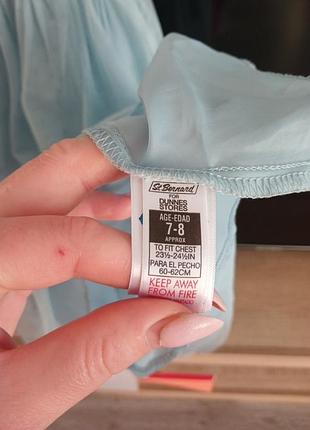 St. Bernard
FOR
DUNNES
STORES
AGE-EDAD
7-8
APPROX
TO FIT CHEST
23½-24½IN
PARA EL PECHO
60-62CM
KEEP AWAY
FROM FIRE